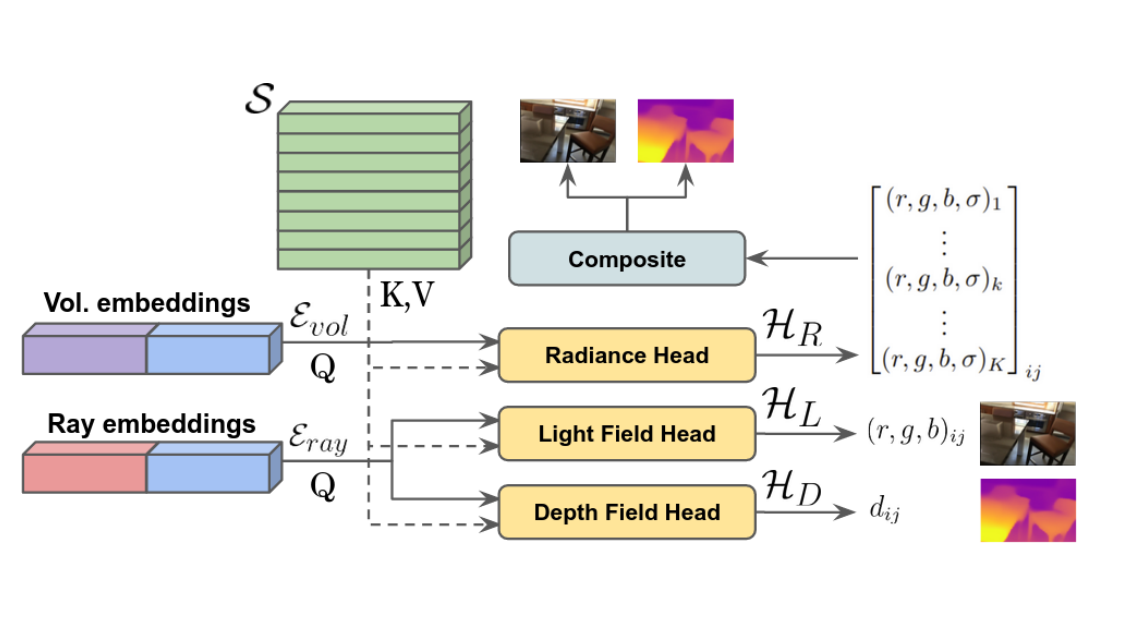 𝒮
K,V
Vol. embeddings
ℰ_vol
Q
Ray embeddings
ℰ_ray
Q
Composite
Radiance Head
Light Field Head
Depth Field Head
ℋ_R
ℋ_L
ℋ_D
(r, g, b, σ)_1
⋮
(r, g, b, σ)_k
⋮
(r, g, b, σ)_K
ij
(r, g, b)_ij
d_ij